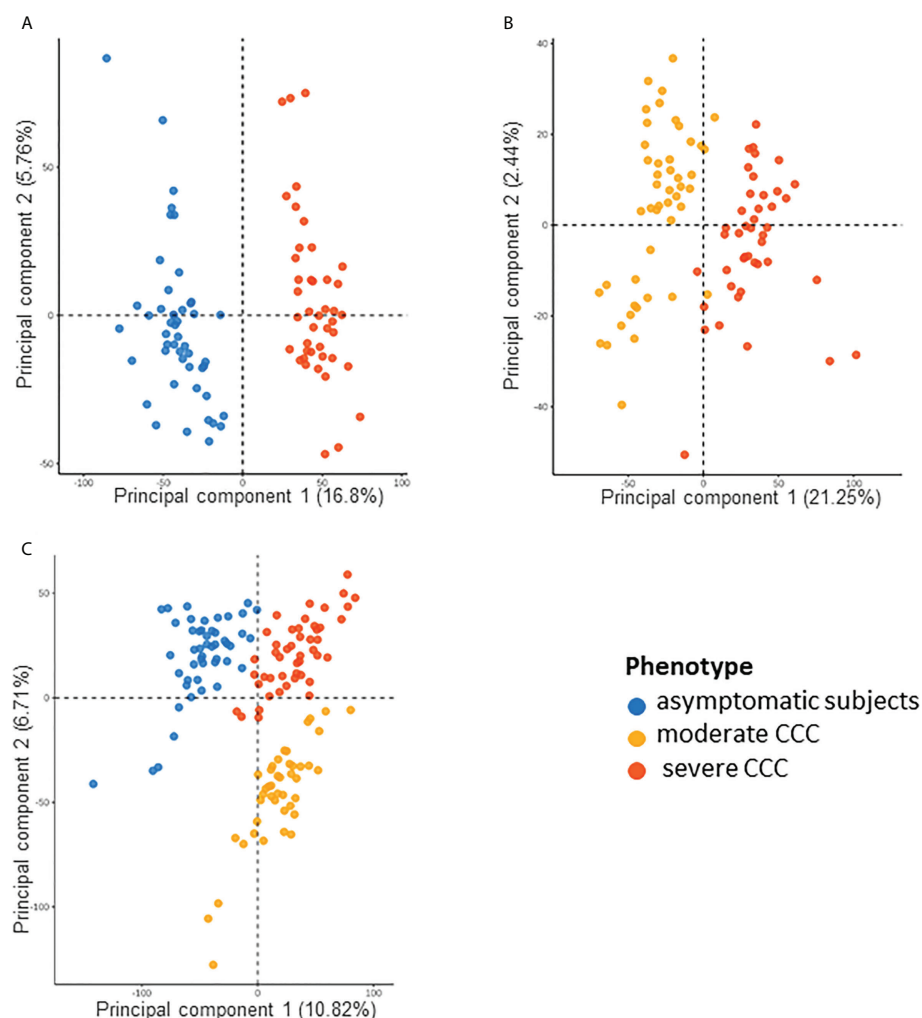 A
Principal component 2 (5.76%)
50
0
-50
-100
-50
0
50
100
Principal component 1 (16.8%)
B
Principal component 2 (2.44%)
40
20
0
-20
-40
-50
0
50
100
Principal component 1 (21.25%)
C
Principal component 2 (6.71%)
50
0
-50
-100
-100
0
100
Principal component 1 (10.82%)
Phenotype
asymptomatic subjects
moderate CCC
severe CCC